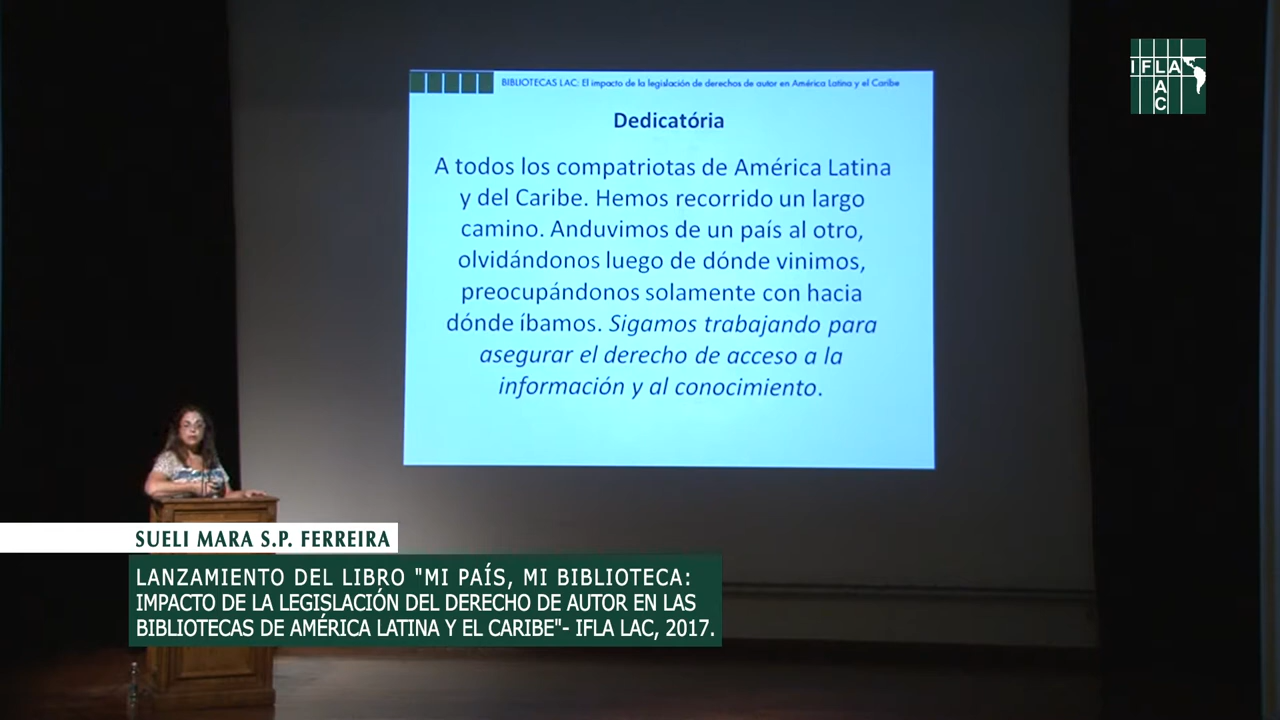 IFLA
LAC
BIBLIOTECAS LAC: El impacto de la legislación de derechos de autor en América Latina y el Caribe
Dedicatória
A todos los compatriotas de América Latina
y del Caribe. Hemos recorrido un largo
camino. Anduvimos de un país al otro,
olvidándonos luego de dónde vinimos,
preocupándonos solamente con hacia
dónde íbamos. Sigamos trabajando para
asegurar el derecho de acceso a la
información y al conocimiento.
SUELI MARA S.P. FERREIRA
LANZAMIENTO DEL LIBRO "MI PAÍS, MI BIBLIOTECA:
IMPACTO DE LA LEGISLACIÓN DEL DERECHO DE AUTOR EN LAS
BIBLIOTECAS DE AMÉRICA LATINA Y EL CARIBE"- IFLA LAC, 2017.